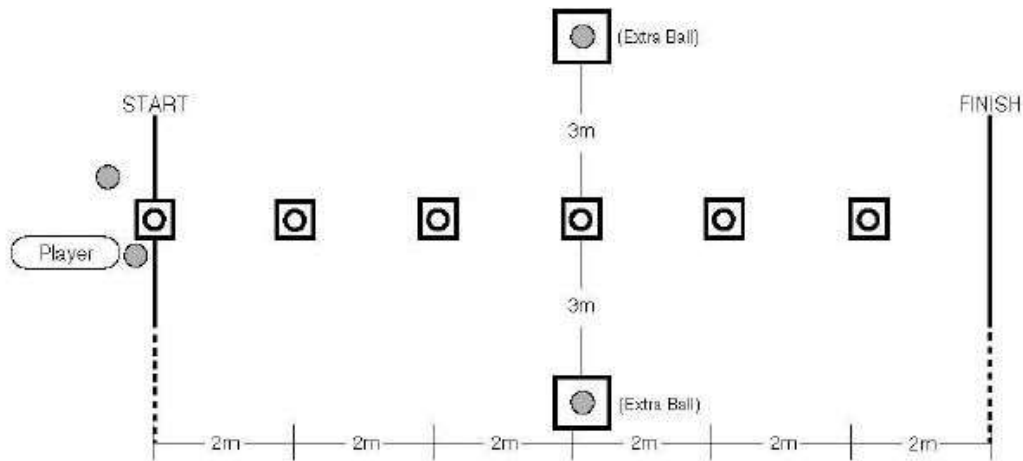 (Extra Ball)
START
FINISH
3m
Player
3m
(Extra Ball)
2m 2m 2m 2m 2m 2m